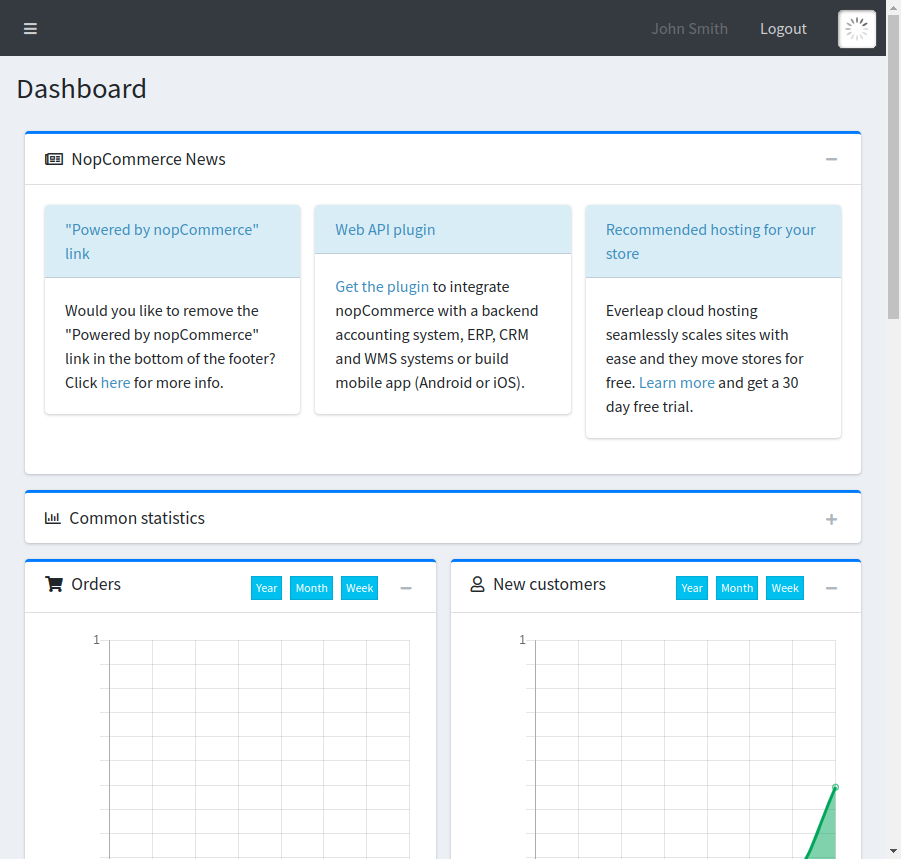 John Smith Logout
Dashboard
NopCommerce News
"Powered by nopCommerce"
link
Would you like to remove the
"Powered by nopCommerce"
link in the bottom of the footer?
Click here for more info.
Web API plugin
Get the plugin to integrate
nopCommerce with a backend
accounting system, ERP, CRM
and WMS systems or build
mobile app (Android or iOS).
Recommended hosting for your
store
Everleap cloud hosting
seamlessly scales sites with
ease and they move stores for
free. Learn more and get a 30
day free trial.
Common statistics
Orders Year Month Week
1
New customers Year Month Week
1